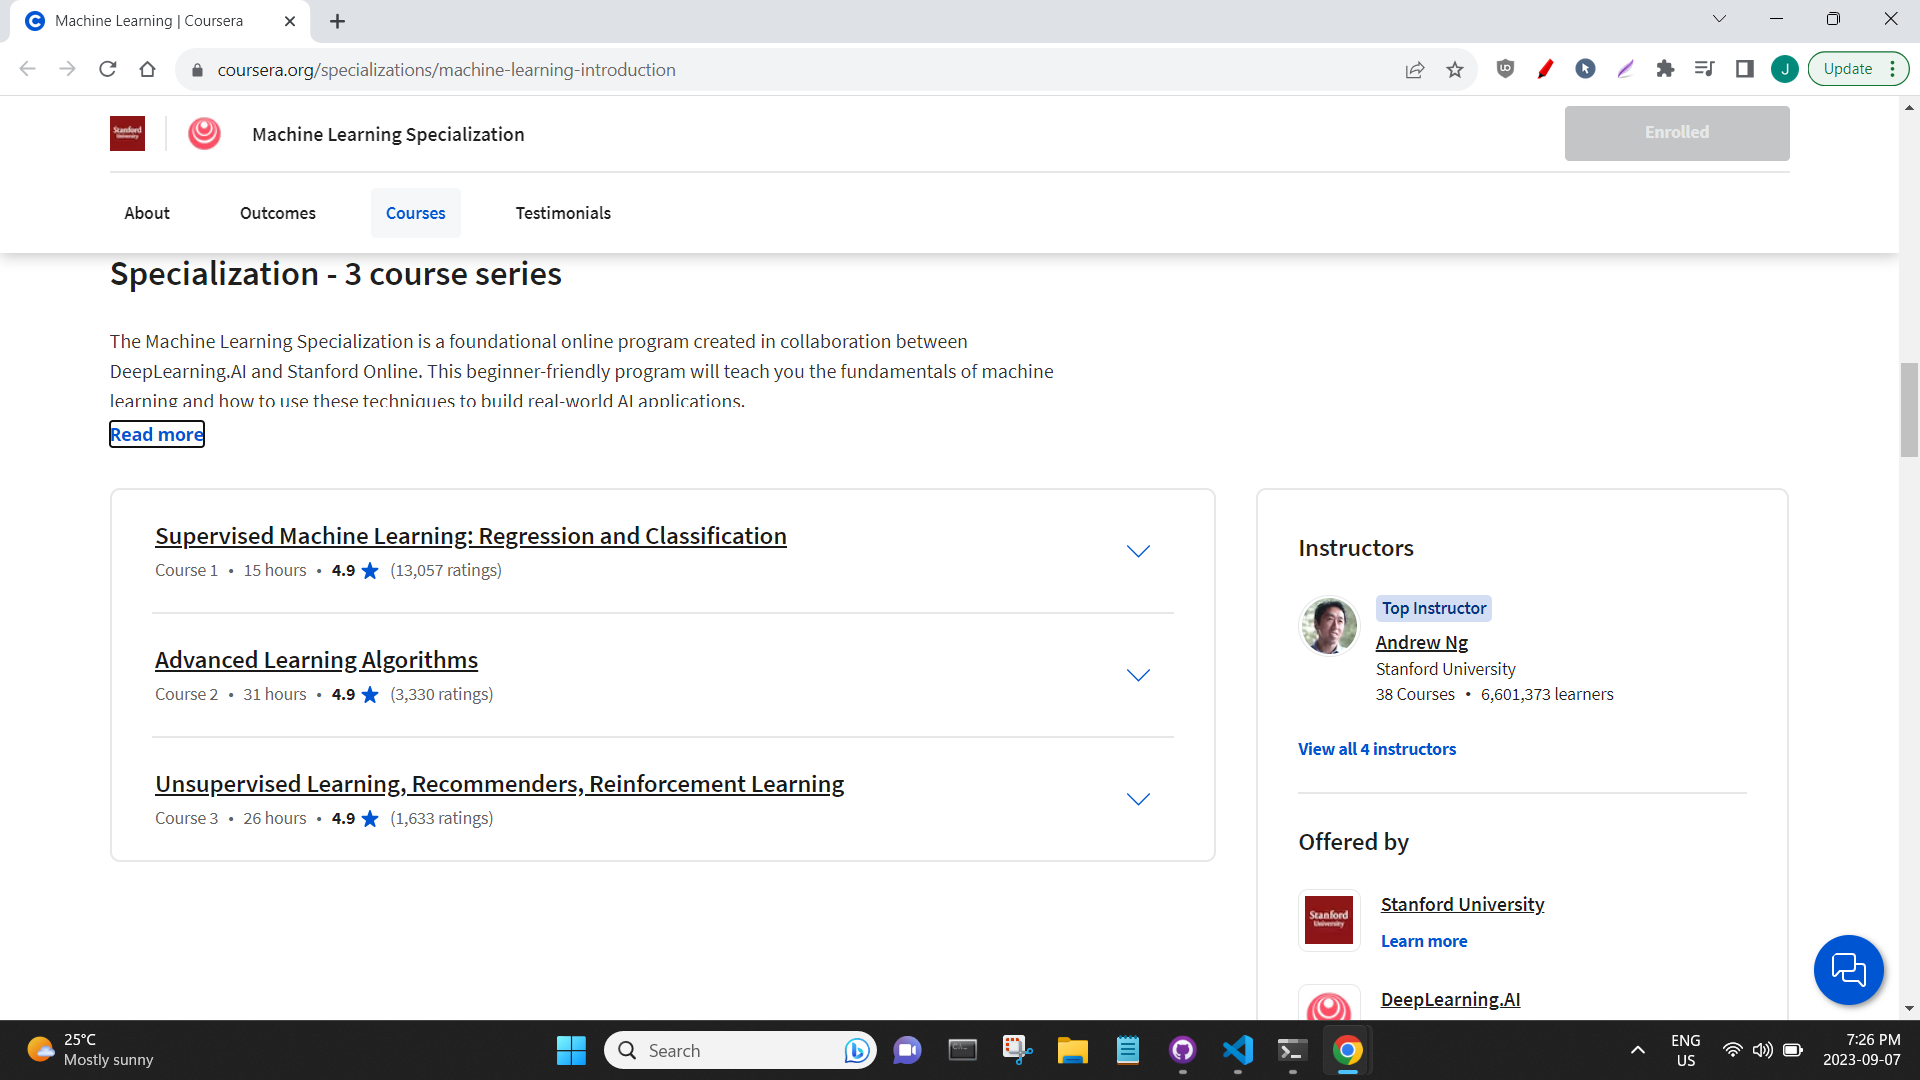 Machine Learning | Coursera
coursera.org/specializations/machine-learning-introduction
J
Update
Stanford University
Machine Learning Specialization
Enrolled
About
Outcomes
Courses
Testimonials
Specialization - 3 course series
The Machine Learning Specialization is a foundational online program created in collaboration between
DeepLearning.AI and Stanford Online. This beginner-friendly program will teach you the fundamentals of machine
learning and how to use these techniques to build real-world AI applications.
Read more
Supervised Machine Learning: Regression and Classification
Course 1 • 15 hours • 4.9 (13,057 ratings)
Advanced Learning Algorithms
Course 2 • 31 hours • 4.9 (3,330 ratings)
Unsupervised Learning, Recommenders, Reinforcement Learning
Course 3 • 26 hours • 4.9 (1,633 ratings)
Instructors
Top Instructor
Andrew Ng
Stanford University
38 Courses • 6,601,373 learners
View all 4 instructors
Offered by
Stanford University
Stanford University
Learn more
DeepLearning.AI
25°C
Mostly sunny
Search
ENG
US
7:26 PM
2023-09-07